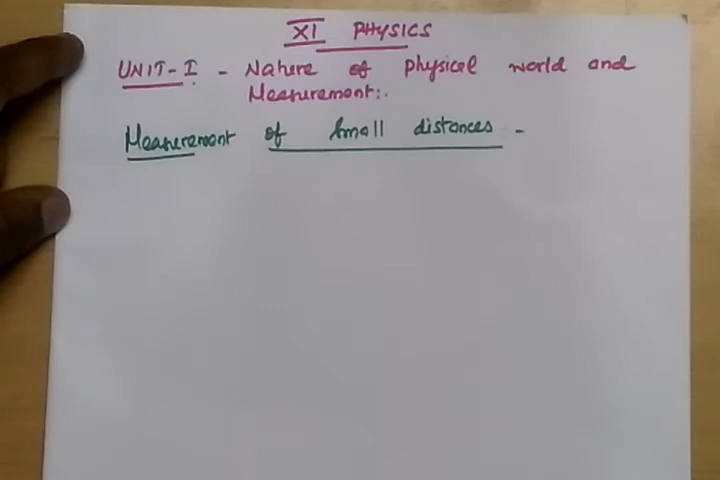 XI PHYSICS
UNIT-I - Nature of physical world and
Measurement:.
Measurement of Small distances -